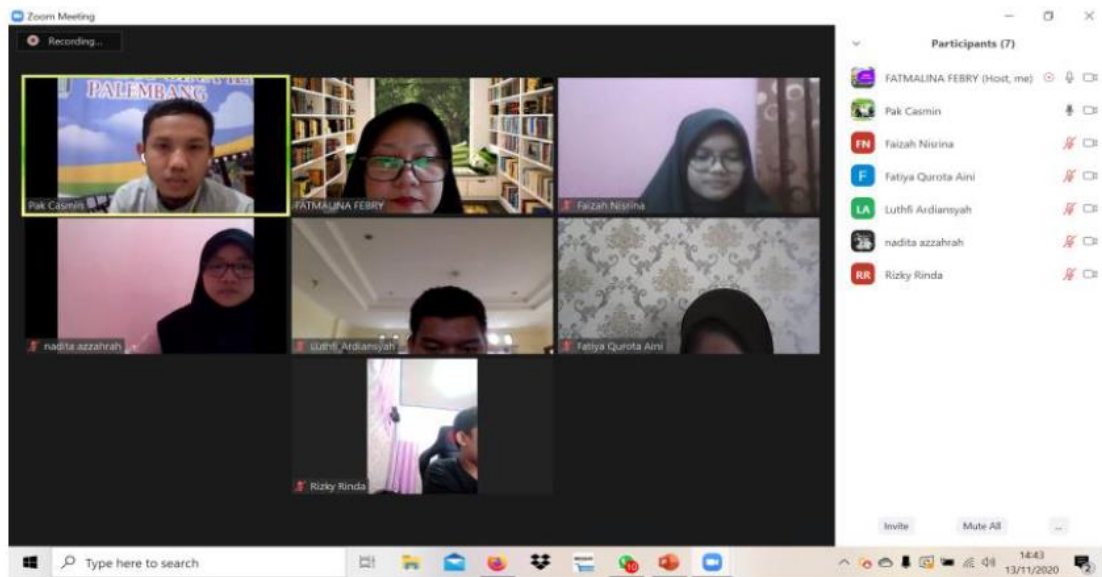 Zoom Meeting
Recording...
PALEMBANG
Pak Casmin
FATMALINA FEBRY
Faizah Nisrina
nadita azzahrah
Luthfi Ardiansyah
Fatiya Qurota Aini
Rizky Rinda
Participants (7)
FATMALINA FEBRY (Host, me)
Pak Casmin
FN Faizah Nisrina
F Fatiya Qurota Aini
LA Luthfi Ardiansyah
nadita azzahrah
RR Rizky Rinda
Invite Mute All ...
Type here to search
10
14:43
13/11/2020
2